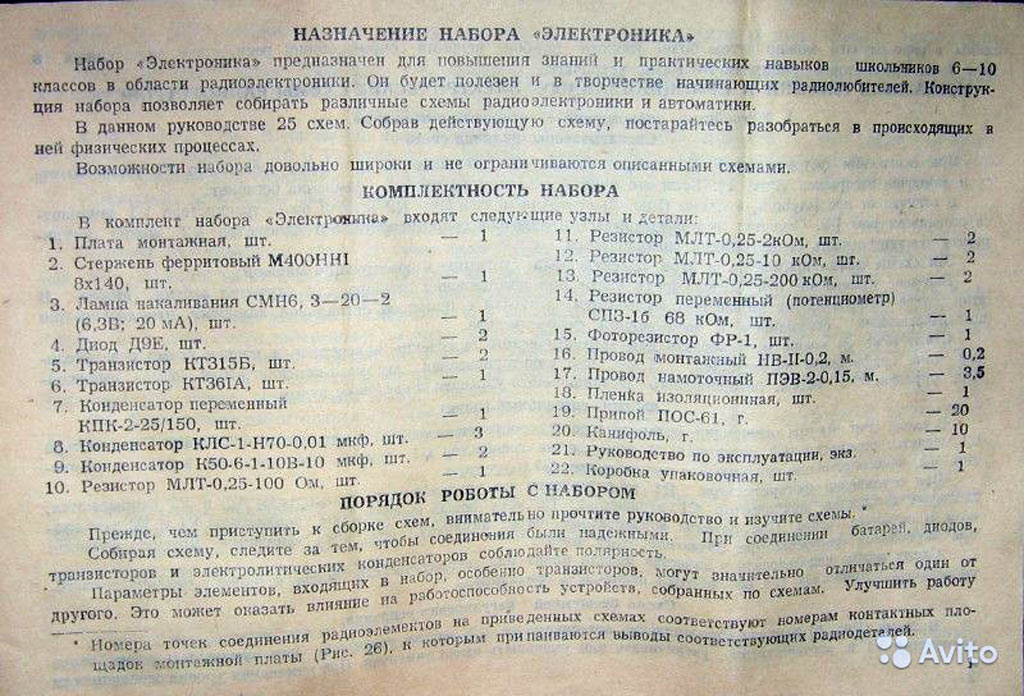 НАЗНАЧЕНИЕ НАБОРА «ЭЛЕКТРОНИКА»
Набор «Электроника» предназначен для повышения знаний и практических навыков школьников 6—10
классов в области радиоэлектроники. Он будет полезен и в творчестве начинающих радиолюбителей. Конструк-
ция набора позволяет собирать различные схемы радиоэлектроники и автоматики.
В данном руководстве 25 схем. Собрав действующую схему, постарайтесь разобраться в происходящих в
ней физических процессах.
Возможности набора довольно широки и не ограничиваются описанными схемами.
КОМПЛЕКТНОСТЬ НАБОРА
В комплект набора «Электроника» входят следующие узлы и детали:
1. Плата монтажная, шт. — 1
2. Стержень ферритовый М400НН1
8х140, шт. — 1
3. Лампа накаливания СМН6, 3—20—2
(6,3В; 20 мА), шт. — 1
4. Диод Д9Е, шт. — 2
5. Транзистор КТ315Б, шт. — 2
6. Транзистор КТ361А, шт. — 1
7. Конденсатор переменный
КПК-2-25/150, шт. — 1
8. Конденсатор КЛС-1-Н70-0,01 мкф, шт. — 3
9. Конденсатор К50-6-1-10В-10 мкф, шт. — 2
10. Резистор МЛТ-0,25-100 Ом, шт. — 1
11. Резистор МЛТ-0,25-2кОм, шт. — 2
12. Резистор МЛТ-0,25-10 кОм, шт. — 2
13. Резистор МЛТ-0,25-200 кОм, шт. — 2
14. Резистор переменный (потенциометр)
СПЗ-1б 68 кОм, шт. — 1
15. Фоторезистор ФР-1, шт. — 1
16. Провод монтажный НВ-II-0,2, м. — 0,2
17. Провод намоточный ПЭВ-2-0,15, м. — 3,5
18. Пленка изоляционная, шт. — 1
19. Припой ПОС-61, г. — 20
20. Канифоль, г. — 10
21. Руководство по эксплуатации, экз. — 1
22. Коробка упаковочная, шт. — 1
ПОРЯДОК РОБОТЫ С НАБОРОМ
Прежде, чем приступить к сборке схем, внимательно прочтите руководство и изучите схемы. *
Собирая схему, следите за тем, чтобы соединения были надежными. При соединении батарей, диодов,
транзисторов и электролитических конденсаторов соблюдайте полярность.
Параметры элементов, входящих в набор, особенно транзисторов, могут значительно отличаться один от
другого. Это может оказать влияние на работоспособность устройств, собранных по схемам. Улучшить работу
* Номера точек соединения радиоэлементов на приведенных схемах соответствуют номерам контактных пло-
щадок монтажной платы (Рис. 26), к которым припаиваются выводы соответствующих радиодеталей.
Avito